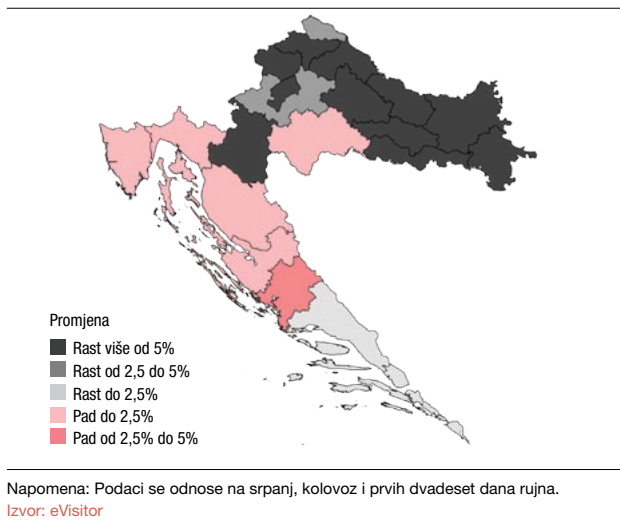 Promjena
Rast više od 5%
Rast od 2,5 do 5%
Rast do 2,5%
Pad do 2,5%
Pad od 2,5% do 5%
Napomena: Podaci se odnose na srpanj, kolovoz i prvih dvadeset dana rujna.
Izvor: eVisitor